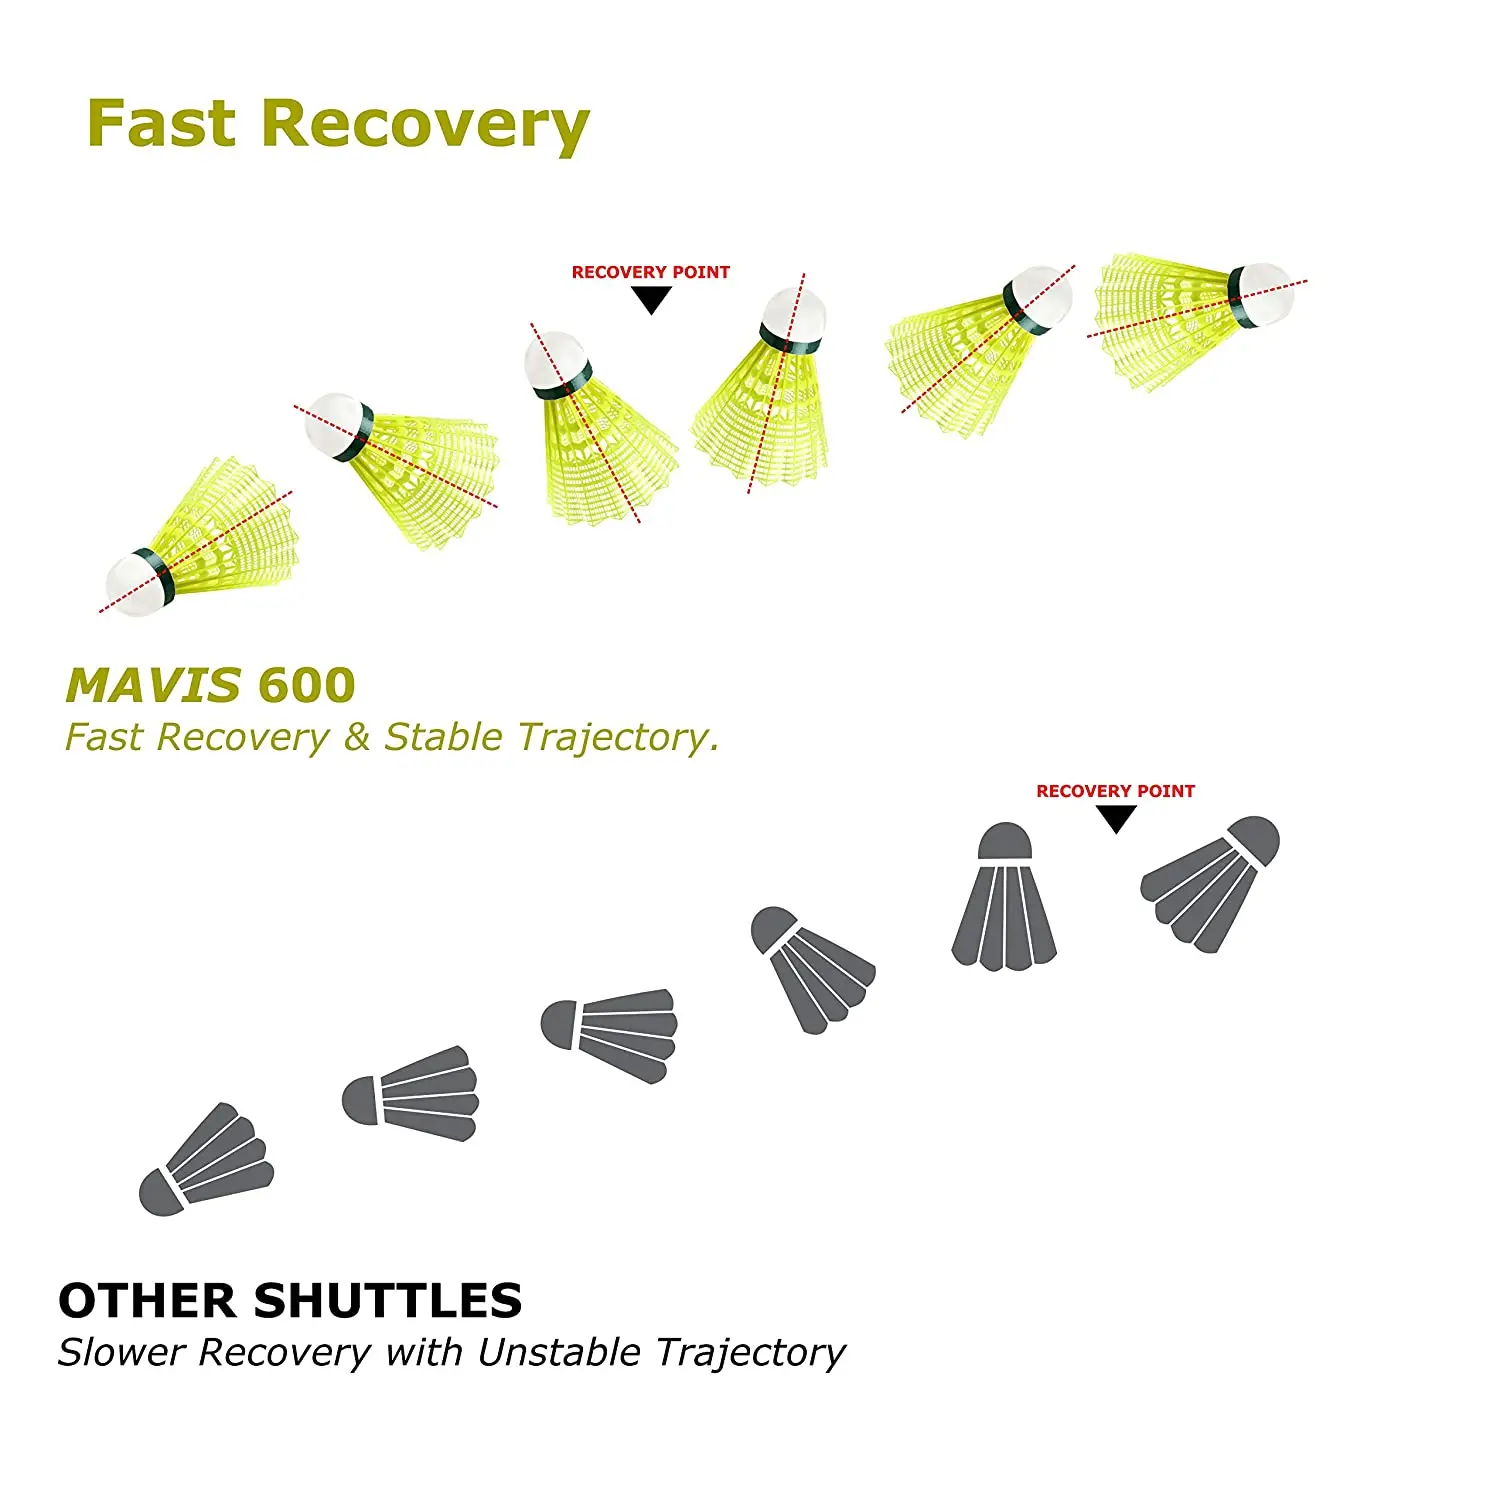 Fast Recovery
RECOVERY POINT
MAVIS 600
Fast Recovery & Stable Trajectory.
RECOVERY POINT
OTHER SHUTTLES
Slower Recovery with Unstable Trajectory